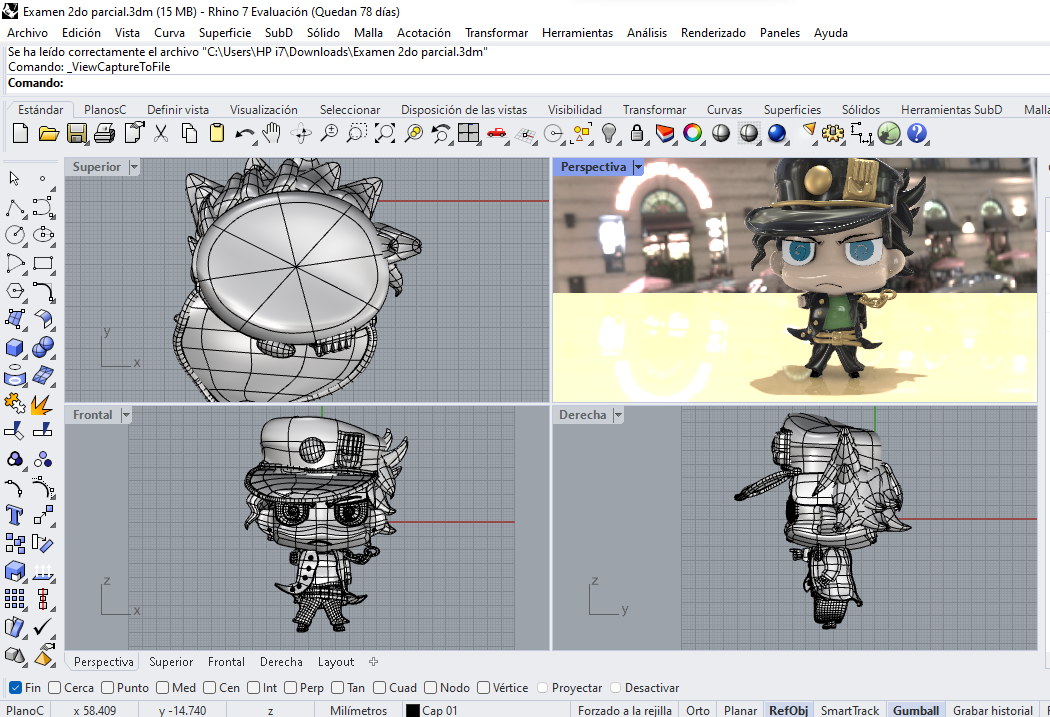 Examen 2do parcial.3dm (15 MB) - Rhino 7 Evaluación (Quedan 78 días)
Archivo Edición Vista Curva Superficie SubD Sólido Malla Acotación Transformar Herramientas Análisis Renderizado Paneles Ayuda
Se ha leído correctamente el archivo "C:\Users\HP i7\Downloads\Examen 2do parcial.3dm"
Comando: _ViewCaptureToFile
Comando:
Estándar PlanosC Definir vista Visualización Seleccionar Disposición de las vistas Visibilidad Transformar Curvas Superficies Sólidos Herramientas SubD Malla
Superior Perspectiva
y
x
Frontal Derecha
z z
x y
Perspectiva Superior Frontal Derecha Layout
Fin Cerca Punto Med Cen Int Perp Tan Cuad Nodo Vértice Proyectar Desactivar
PlanoC x 58.409 y -14.740 z Milímetros Cap 01 Forzado a la rejilla Orto Planar RefObj SmartTrack Gumball Grabar historial